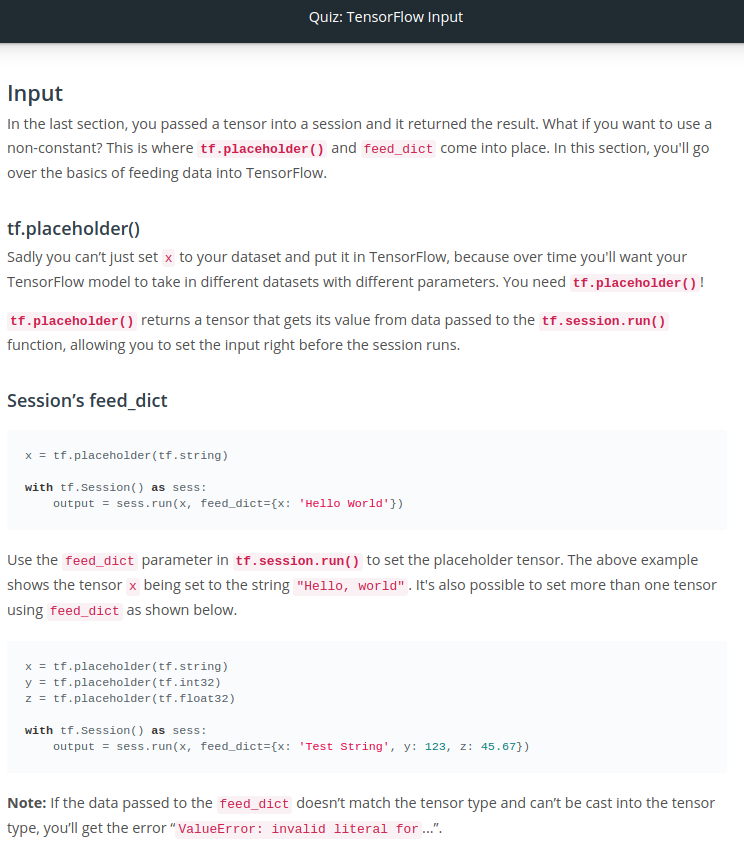 Quiz: TensorFlow Input
Input
In the last section, you passed a tensor into a session and it returned the result. What if you want to use a
non-constant? This is where tf.placeholder() and feed_dict come into place. In this section, you'll go
over the basics of feeding data into TensorFlow.
tf.placeholder()
Sadly you can’t just set x to your dataset and put it in TensorFlow, because over time you'll want your
TensorFlow model to take in different datasets with different parameters. You need tf.placeholder()!
tf.placeholder() returns a tensor that gets its value from data passed to the tf.session.run()
function, allowing you to set the input right before the session runs.
Session’s feed_dict
x = tf.placeholder(tf.string)
with tf.Session() as sess:
    output = sess.run(x, feed_dict={x: 'Hello World'})
Use the feed_dict parameter in tf.session.run() to set the placeholder tensor. The above example
shows the tensor x being set to the string "Hello, world". It's also possible to set more than one tensor
using feed_dict as shown below.
x = tf.placeholder(tf.string)
y = tf.placeholder(tf.int32)
z = tf.placeholder(tf.float32)
with tf.Session() as sess:
    output = sess.run(x, feed_dict={x: 'Test String', y: 123, z: 45.67})
Note: If the data passed to the feed_dict doesn’t match the tensor type and can’t be cast into the tensor
type, you’ll get the error “ValueError: invalid literal for...”.